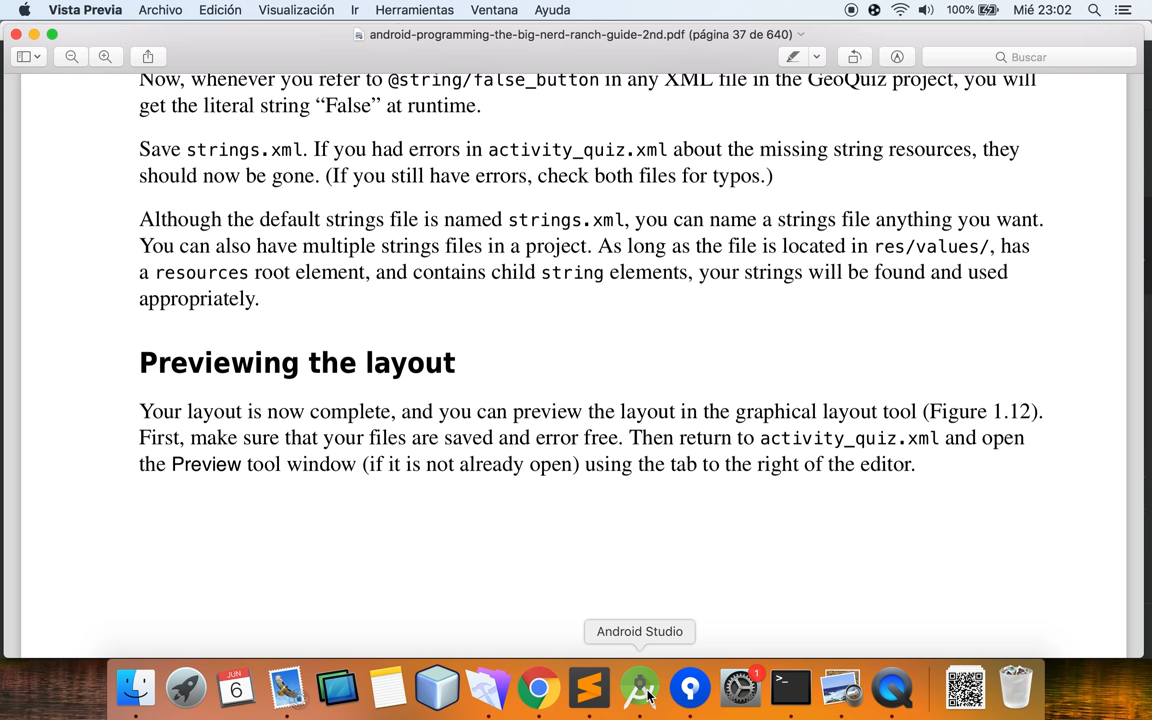 Vista Previa Archivo Edición Visualización Ir Herramientas Ventana Ayuda 100% Mié 23:02
android-programming-the-big-nerd-ranch-guide-2nd.pdf (página 37 de 640)
Buscar
Now, whenever you refer to @string/false_button in any XML file in the GeoQuiz project, you will
get the literal string “False” at runtime.
Save strings.xml. If you had errors in activity_quiz.xml about the missing string resources, they
should now be gone. (If you still have errors, check both files for typos.)
Although the default strings file is named strings.xml, you can name a strings file anything you want.
You can also have multiple strings files in a project. As long as the file is located in res/values/, has
a resources root element, and contains child string elements, your strings will be found and used
appropriately.
Previewing the layout
Your layout is now complete, and you can preview the layout in the graphical layout tool (Figure 1.12).
First, make sure that your files are saved and error free. Then return to activity_quiz.xml and open
the Preview tool window (if it is not already open) using the tab to the right of the editor.
Android Studio
JUN
6
1